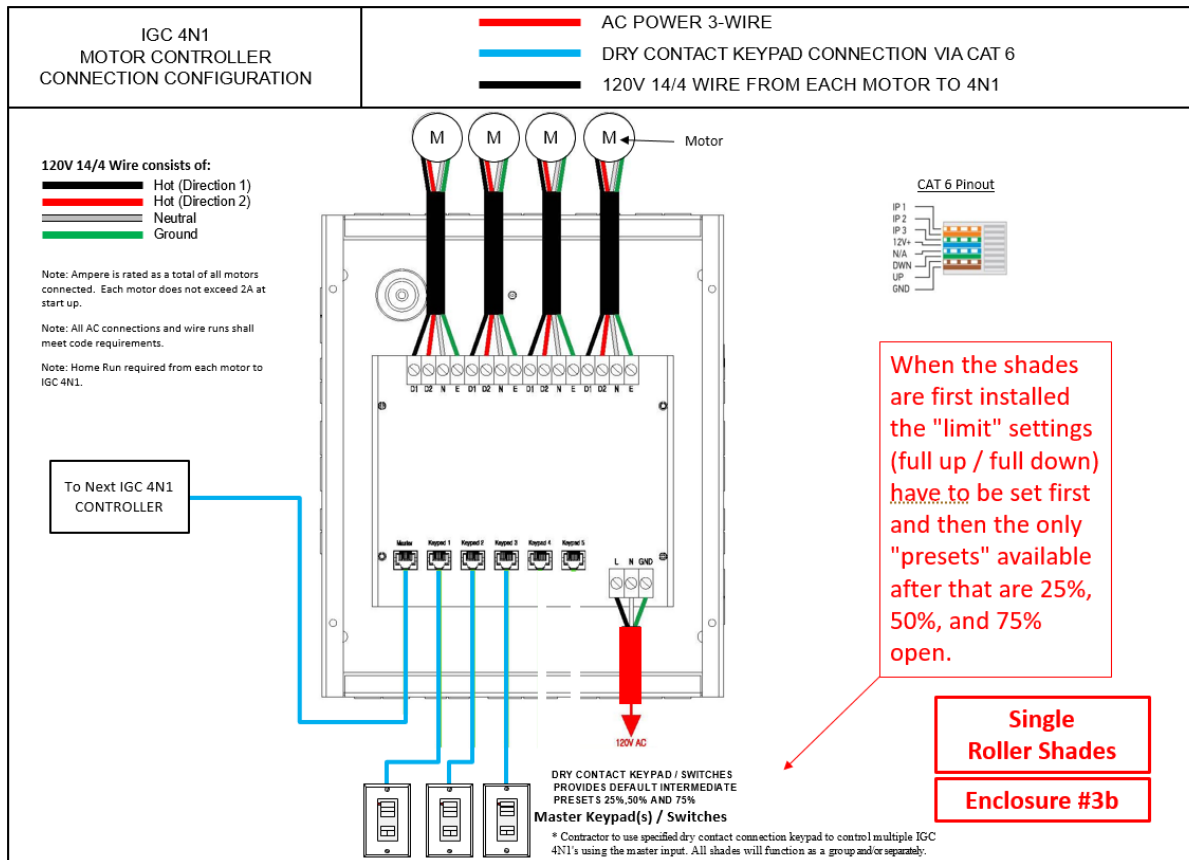 IGC 4N1
MOTOR CONTROLLER
CONNECTION CONFIGURATION
AC POWER 3-WIRE
DRY CONTACT KEYPAD CONNECTION VIA CAT 6
120V 14/4 WIRE FROM EACH MOTOR TO 4N1
M M M M
Motor
120V 14/4 Wire consists of:
Hot (Direction 1)
Hot (Direction 2)
Neutral
Ground
Note: Ampere is rated as a total of all motors
connected. Each motor does not exceed 2A at
start up.
Note: All AC connections and wire runs shall
meet code requirements.
Note: Home Run required from each motor to
IGC 4N1.
CAT 6 Pinout
IP 1
IP 2
IP 3
12V+
N/A
DWN
UP
GND
D1 D2 N E D1 D2 N E D1 D2 N E D1 D2 N E
When the shades
are first installed
the "limit" settings
(full up / full down)
have to be set first
and then the only
"presets" available
after that are 25%,
50%, and 75%
open.
To Next IGC 4N1
CONTROLLER
Master Keypad 1 Keypad 2 Keypad 3 Keypad 4 Keypad 5
L N GND
120V AC
Single
Roller Shades
Enclosure #3b
DRY CONTACT KEYPAD / SWITCHES
PROVIDES DEFAULT INTERMEDIATE
PRESETS 25%,50% AND 75%
Master Keypad(s) / Switches
* Contractor to use specified dry contact connection keypad to control multiple IGC
4N1's using the master input. All shades will function as a group and/or separately.